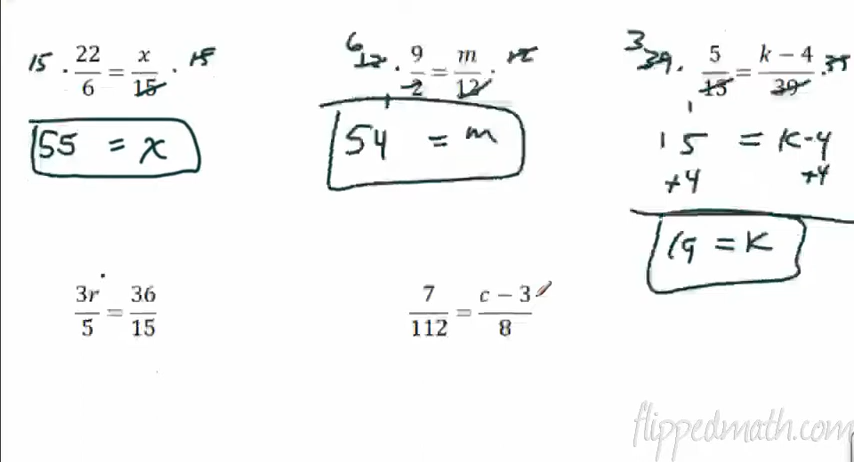 15 · 22/6 = x/15 · 15
55 = x
6
12 · 9/2 = m/12 · 12
54 = m
3
39 · 5/13 = k − 4/39 · 39
1
15 = k-4
+4 +4
19 = k
3r/5 = 36/15
7/112 = c − 3/8
flippedmath.com